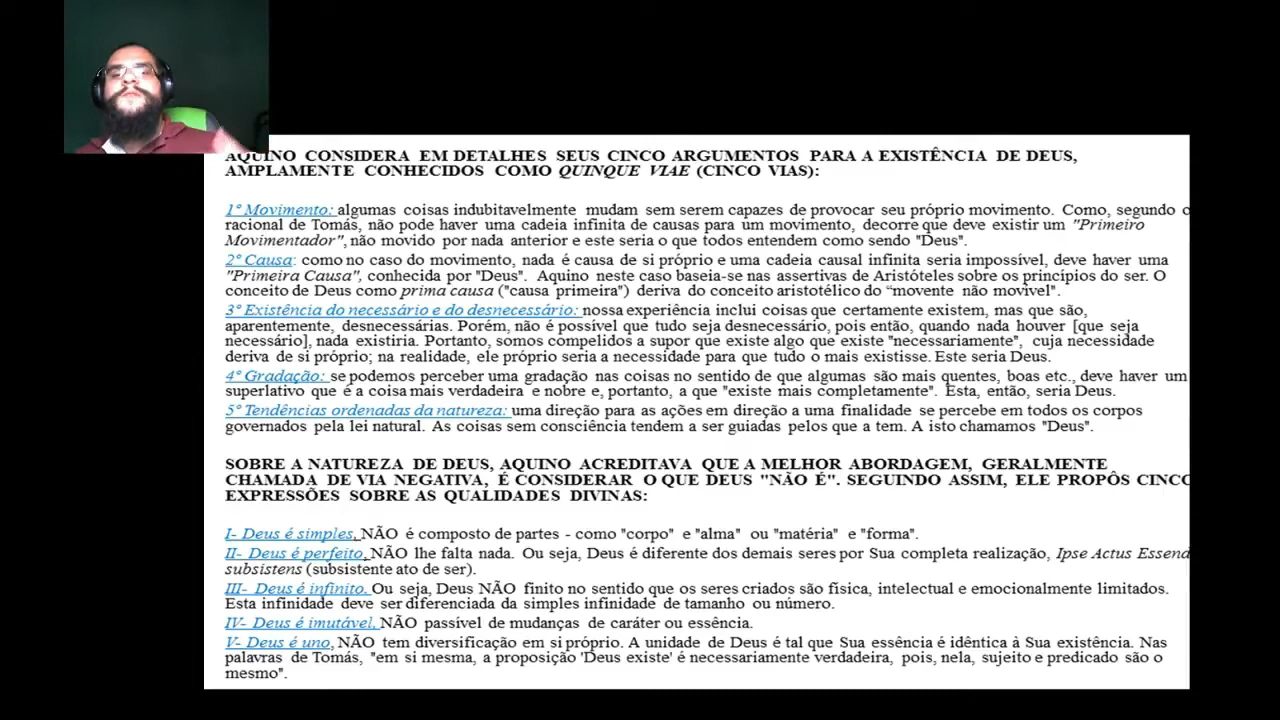 AQUINO CONSIDERA EM DETALHES SEUS CINCO ARGUMENTOS PARA A EXISTÊNCIA DE DEUS,
AMPLAMENTE CONHECIDOS COMO QUINQUE VIAE (CINCO VIAS):
1º Movimento: algumas coisas indubitavelmente mudam sem serem capazes de provocar seu próprio movimento. Como, segundo o
racional de Tomás, não pode haver uma cadeia infinita de causas para um movimento, decorre que deve existir um "Primeiro
Movimentador", não movido por nada anterior e este seria o que todos entendem como sendo "Deus".
2º Causa: como no caso do movimento, nada é causa de si próprio e uma cadeia causal infinita seria impossível, deve haver uma
"Primeira Causa", conhecida por "Deus". Aquino neste caso baseia-se nas assertivas de Aristóteles sobre os princípios do ser. O
conceito de Deus como prima causa ("causa primeira") deriva do conceito aristotélico do “movente não movível".
3º Existência do necessário e do desnecessário: nossa experiência inclui coisas que certamente existem, mas que são,
aparentemente, desnecessárias. Porém, não é possível que tudo seja desnecessário, pois então, quando nada houver [que seja
necessário], nada existiria. Portanto, somos compelidos a supor que existe algo que existe "necessariamente", cuja necessidade
deriva de si próprio; na realidade, ele próprio seria a necessidade para que tudo o mais existisse. Este seria Deus.
4º Gradação: se podemos perceber uma gradação nas coisas no sentido de que algumas são mais quentes, boas etc., deve haver um
superlativo que é a coisa mais verdadeira e nobre e, portanto, a que "existe mais completamente". Esta, então, seria Deus.
5º Tendências ordenadas da natureza: uma direção para as ações em direção a uma finalidade se percebe em todos os corpos
governados pela lei natural. As coisas sem consciência tendem a ser guiadas pelos que a tem. A isto chamamos "Deus".
SOBRE A NATUREZA DE DEUS, AQUINO ACREDITAVA QUE A MELHOR ABORDAGEM, GERALMENTE
CHAMADA DE VIA NEGATIVA, É CONSIDERAR O QUE DEUS "NÃO É". SEGUINDO ASSIM, ELE PROPÔS CINCO
EXPRESSÕES SOBRE AS QUALIDADES DIVINAS:
I- Deus é simples, NÃO é composto de partes - como "corpo" e "alma" ou "matéria" e "forma".
II- Deus é perfeito, NÃO lhe falta nada. Ou seja, Deus é diferente dos demais seres por Sua completa realização, Ipse Actus Essend
subsistens (subsistente ato de ser).
III- Deus é infinito. Ou seja, Deus NÃO finito no sentido que os seres criados são física, intelectual e emocionalmente limitados.
Esta infinidade deve ser diferenciada da simples infinidade de tamanho ou número.
IV- Deus é imutável, NÃO passível de mudanças de caráter ou essência.
V- Deus é uno, NÃO tem diversificação em si próprio. A unidade de Deus é tal que Sua essência é idêntica à Sua existência. Nas
palavras de Tomás, "em si mesma, a proposição 'Deus existe' é necessariamente verdadeira, pois, nela, sujeito e predicado são o
mesmo".